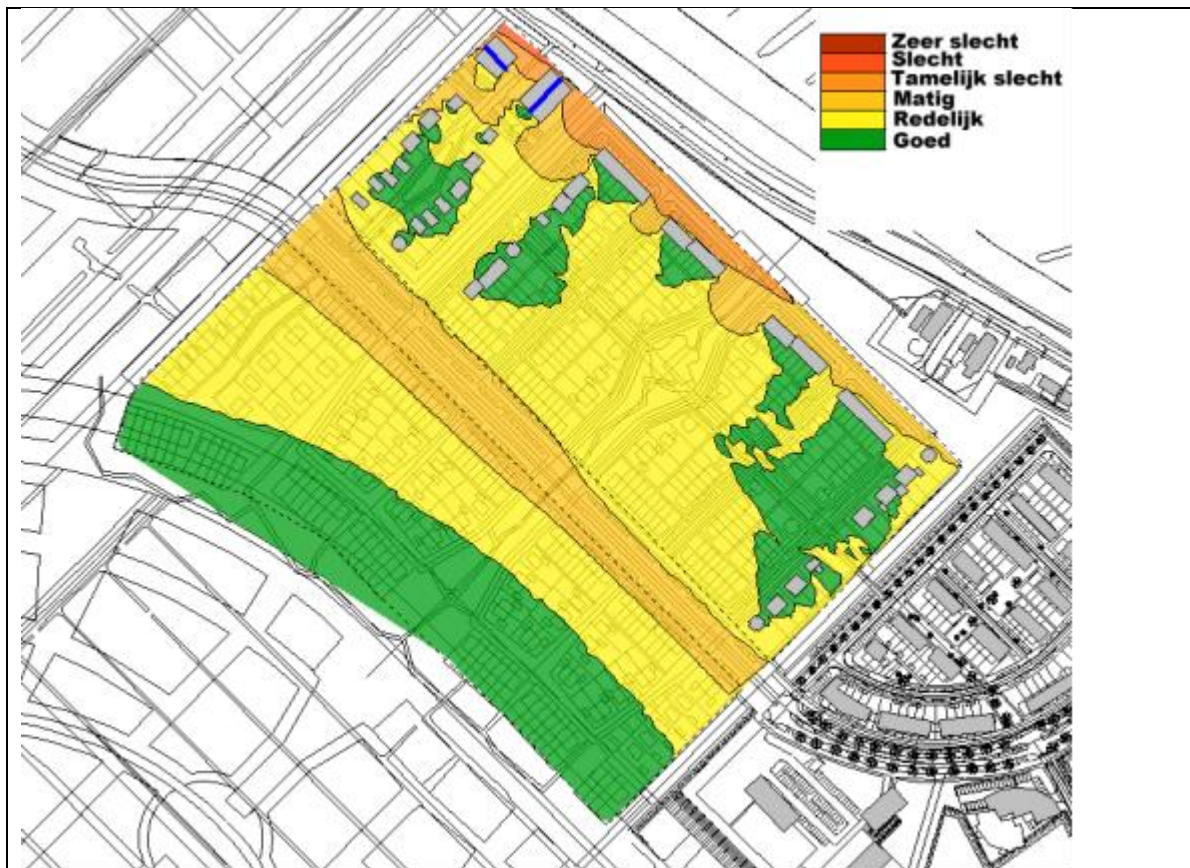 Zeer slecht
Slecht
Tamelijk slecht
Matig
Redelijk
Goed